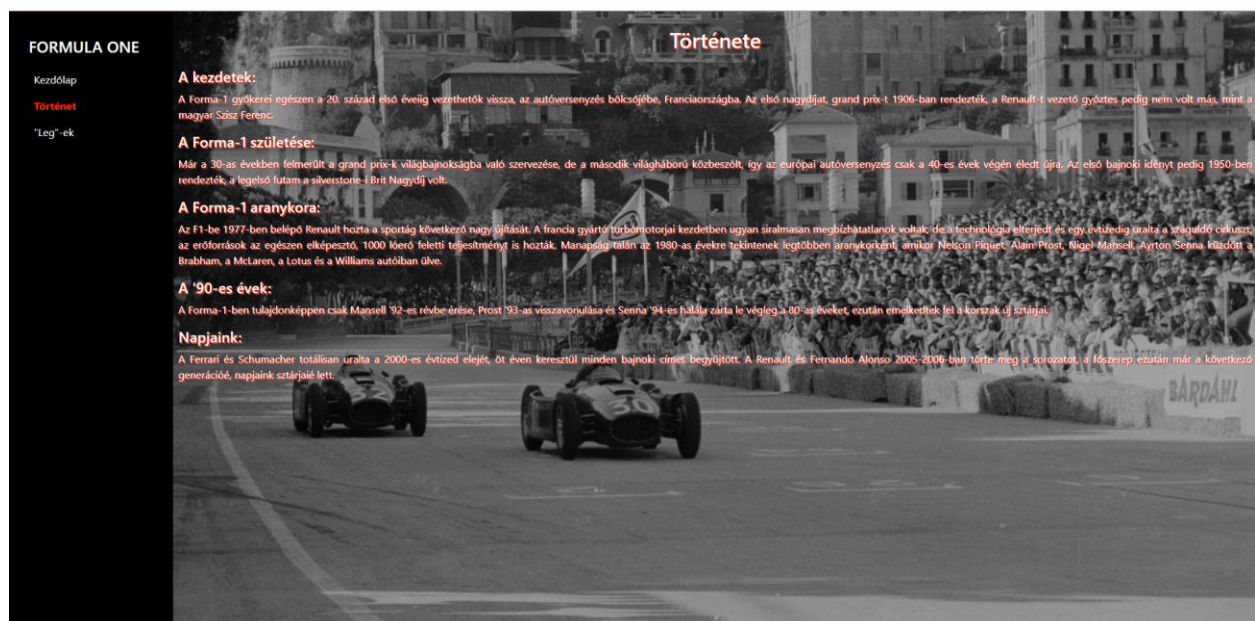 FORMULA ONE
Kezdőlap
Történet
"Leg"-ek
Története
A kezdetek:
A Forma-1 gyökerei egészen a 20. század első éveiig vezethetők vissza, az autóversenyzés bölcsőjébe, Franciaországba. Az első nagydíjat, grand prix-t 1906-ban rendezték, a Renault-t vezető győztes pedig nem volt más, mint a
magyar Szisz Ferenc.
A Forma-1 születése:
Már a 30-as években felmerült a grand prix-k világbajnokságba való szervezése, de a második világháború közbeszólt, így az európai autóversenyzés csak a 40-es évek végén éledt újra. Az első bajnoki idényt pedig 1950-ben
rendezték, a legelső futam a silverstone-i Brit Nagydíj volt.
A Forma-1 aranykora:
Az F1-be 1977-ben belépő Renault hozta a sportág következő nagy újítását. A francia gyártó turbómotorjai kezdetben ugyan siralmasan megbízhatatlanok voltak, de a technológia elterjedt és egy évtizedig uralta a száguldó cirkuszt,
az erőforrások az egészen elképesztő, 1000 lóerő feletti teljesítményt is hozták. Manapság talán az 1980-as évekre tekintenek legtöbben aranykorként, amikor Nelson Piquet, Alain Prost, Nigel Mansell, Ayrton Senna küzdött a
Brabham, a McLaren, a Lotus és a Williams autóiban ülve.
A '90-es évek:
A Forma-1-ben tulajdonképpen csak Mansell '92-es révbe érése, Prost '93-as visszavonulása és Senna '94-es halála zárta le végleg a 80-as éveket, ezután emelkedtek fel a korszak új sztárjai.
Napjaink:
A Ferrari és Schumacher totálisan uralta a 2000-es évtized elejét, öt éven keresztül minden bajnoki címet begyűjtött. A Renault és Fernando Alonso 2005-2006-ban törte meg a sorozatot, a főszerep ezután már a következő
generációé, napjaink sztárjaié lett.
32
30
BARDAHL